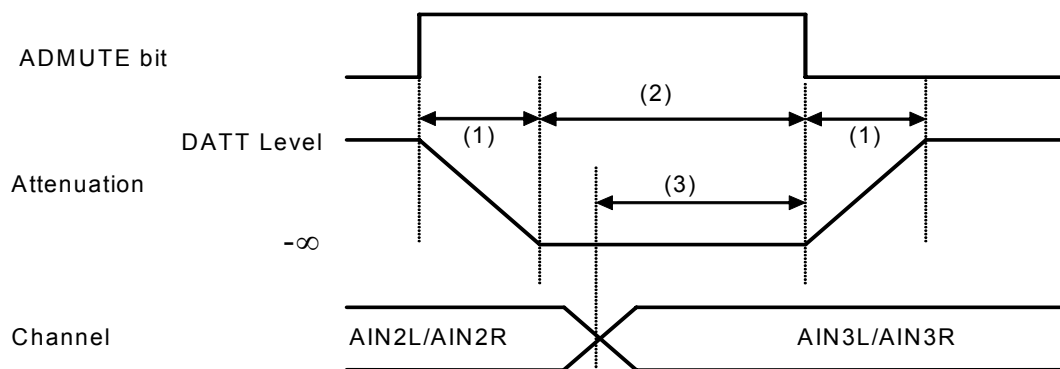 ADMUTE bit
(2)
(1)
(1)
DATT Level
Attenuation
(3)
-∞
Channel
AIN2L/AIN2R
AIN3L/AIN3R